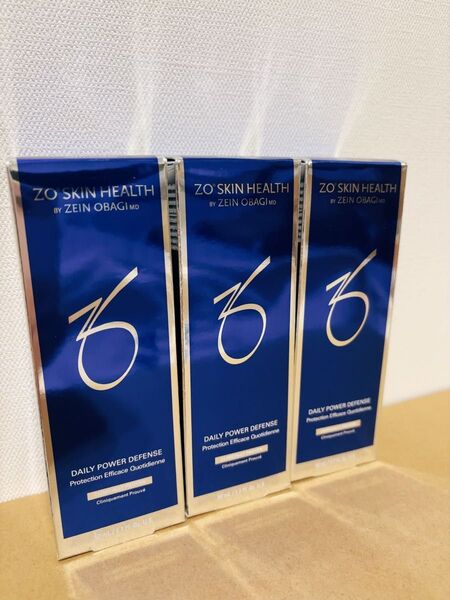 ZO® SKIN HEALTH
BY ZEIN OBAGI MD
DAILY POWER DEFENSE
Protection Efficace Quotidienne
Cliniquement Prouvé
ZO® SKIN HEALTH
BY ZEIN OBAGI MD
DAILY POWER DEFENSE
Protection Efficace Quotidienne
Cliniquement Prouvé
ZO® SKIN HEALTH
BY ZEIN OBAGI MD
DAILY POWER DEFENSE
Protection Efficace Quotidienne
Cliniquement Prouvé